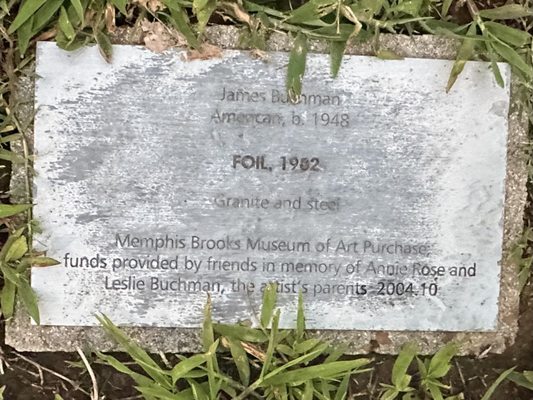 James Buchman
American, b. 1948
FOIL, 1982
Granite and steel
Memphis Brooks Museum of Art Purchase;
funds provided by friends in memory of Annie Rose and
Leslie Buchman, the artist's parents 2004.10